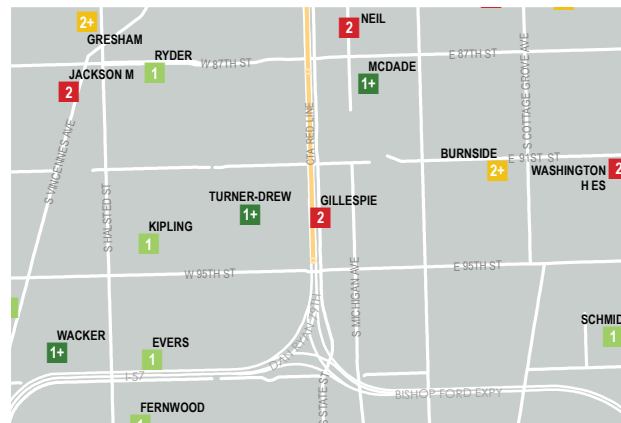 2+
GRESHAM
2
NEIL
RYDER
1
W 87TH ST
E 87TH ST
JACKSON M
2
MCDADE
1+
S VINCENNES AVE
S HALSTED ST
CTA RED LINE
S COTTAGE GROVE AVE
BURNSIDE
2+
E 91ST ST
WASHINGTON
H ES
2
TURNER-DREW
1+
GILLESPIE
2
KIPLING
1
W 95TH ST
E 95TH ST
S MICHIGAN AVE
WACKER
1+
EVERS
1
DAN RYAN 79TH
SCHMID
1
I-57
S STATE ST
BISHOP FORD EXPY
FERNWOOD
1